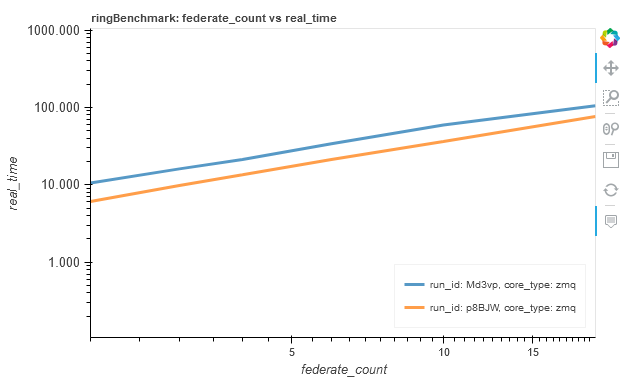 ringBenchmark: federate_count vs real_time
1000.000
100.000
10.000
1.000
real_time
run_id: Md3vp, core_type: zmq
run_id: p8BJW, core_type: zmq
5
10
15
federate_count